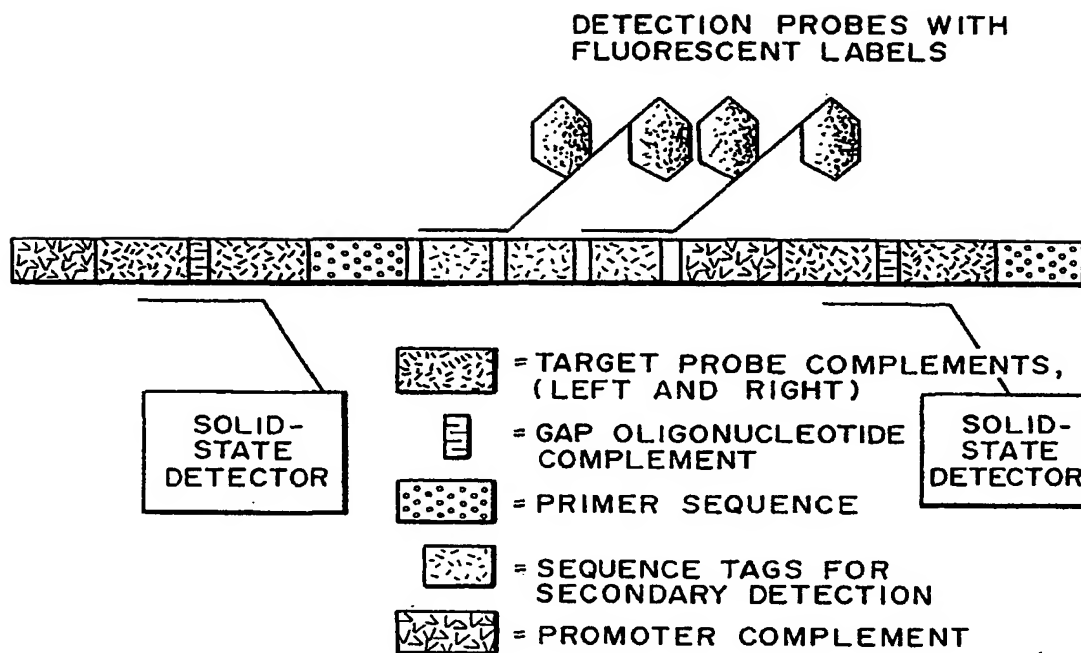 DETECTION PROBES WITH
FLUORESCENT LABELS
SOLID-
STATE
DETECTOR
= TARGET PROBE COMPLEMENTS,
(LEFT AND RIGHT)
= GAP OLIGONUCLEOTIDE
COMPLEMENT
= PRIMER SEQUENCE
= SEQUENCE TAGS FOR
SECONDARY DETECTION
= PROMOTER COMPLEMENT
SOLID-
STATE
DETECTOR